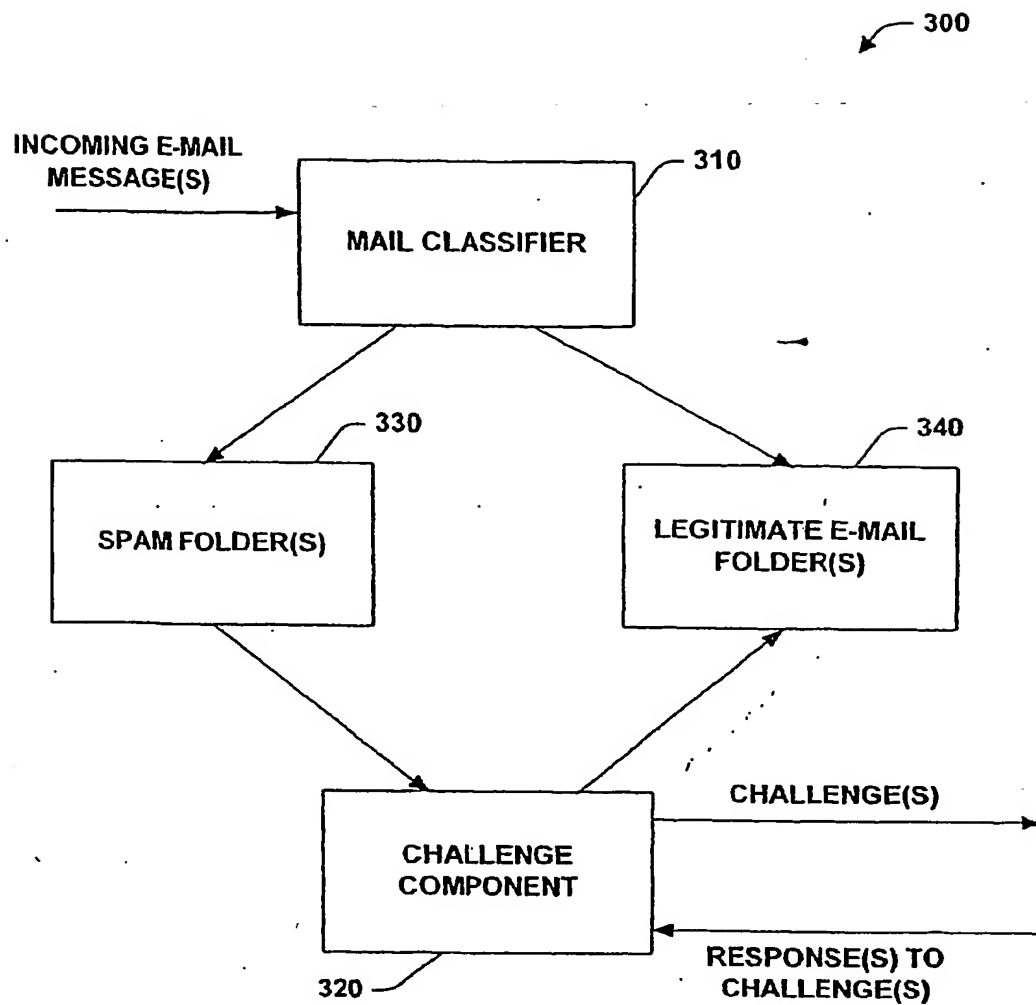 300
INCOMING E-MAIL
MESSAGE(S)
310
MAIL CLASSIFIER
330
340
SPAM FOLDER(S)
LEGITIMATE E-MAIL
FOLDER(S)
CHALLENGE(S)
CHALLENGE
COMPONENT
RESPONSE(S) TO
CHALLENGE(S)
320